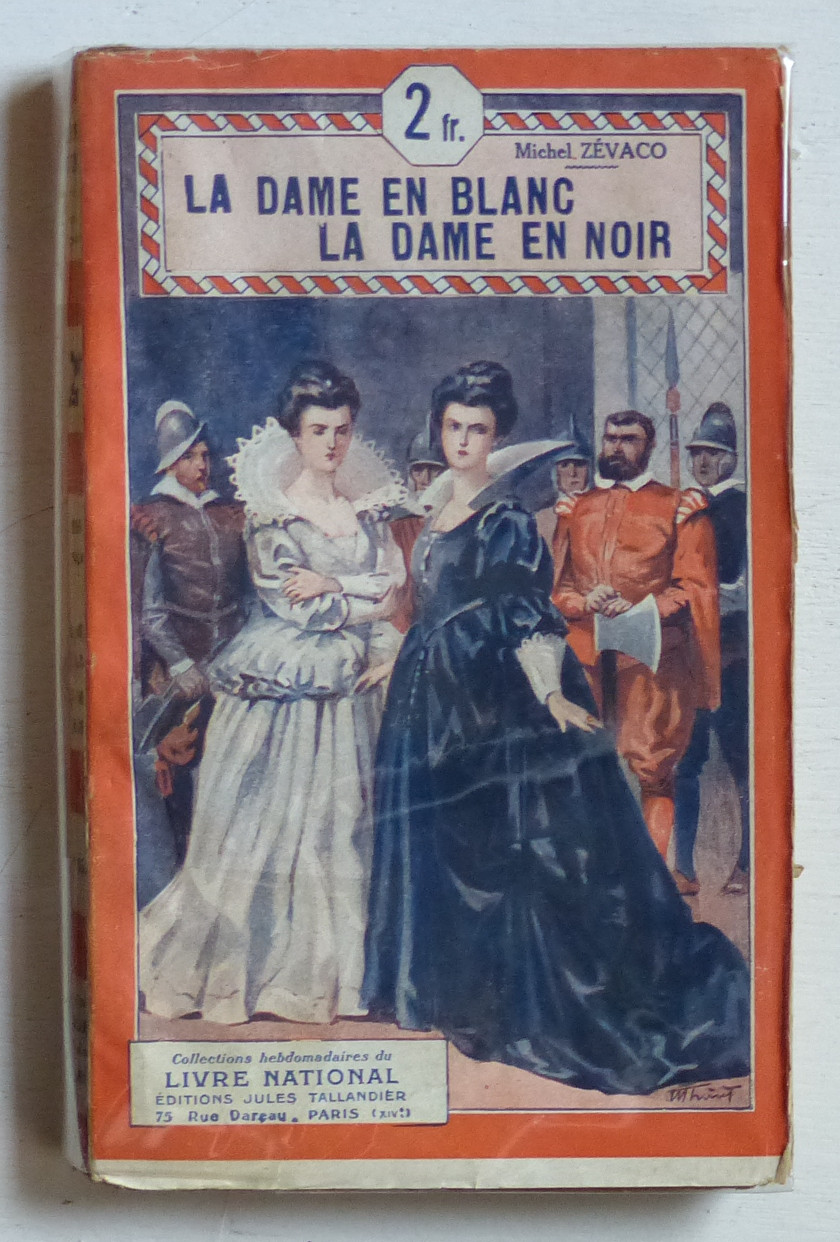 2 fr.
Michel ZÉVACO
LA DAME EN BLANC
LA DAME EN NOIR
Collections hebdomadaires du
LIVRE NATIONAL
ÉDITIONS JULES TALLANDIER
75 Rue Darçau. PARIS (XIVᵉ)